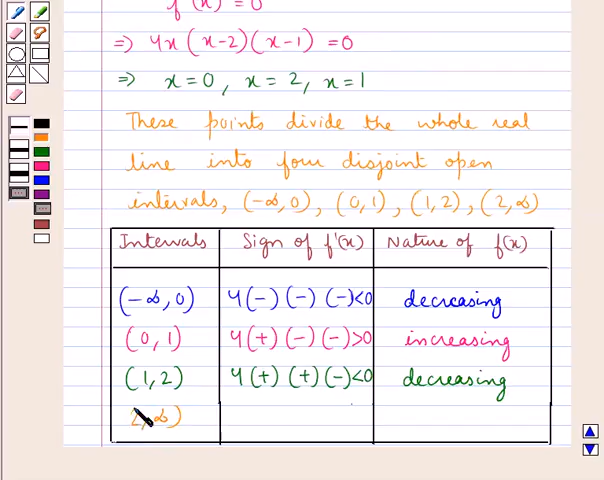 f'(x) = 0
=> 4x (x-2)(x-1) = 0
=> x=0, x=2, x=1
These points divide the whole real
line into four disjoint open
intervals, (-∞, 0), (0, 1), (1, 2), (2, ∞)
Intervals Sign of f'(x) Nature of f(x)
(-∞, 0) 4(-) (-) (-)<0 decreasing
(0, 1) 4(+) (-) (-)>0 increasing
(1, 2) 4(+) (+) (-)<0 decreasing
2, ∞)